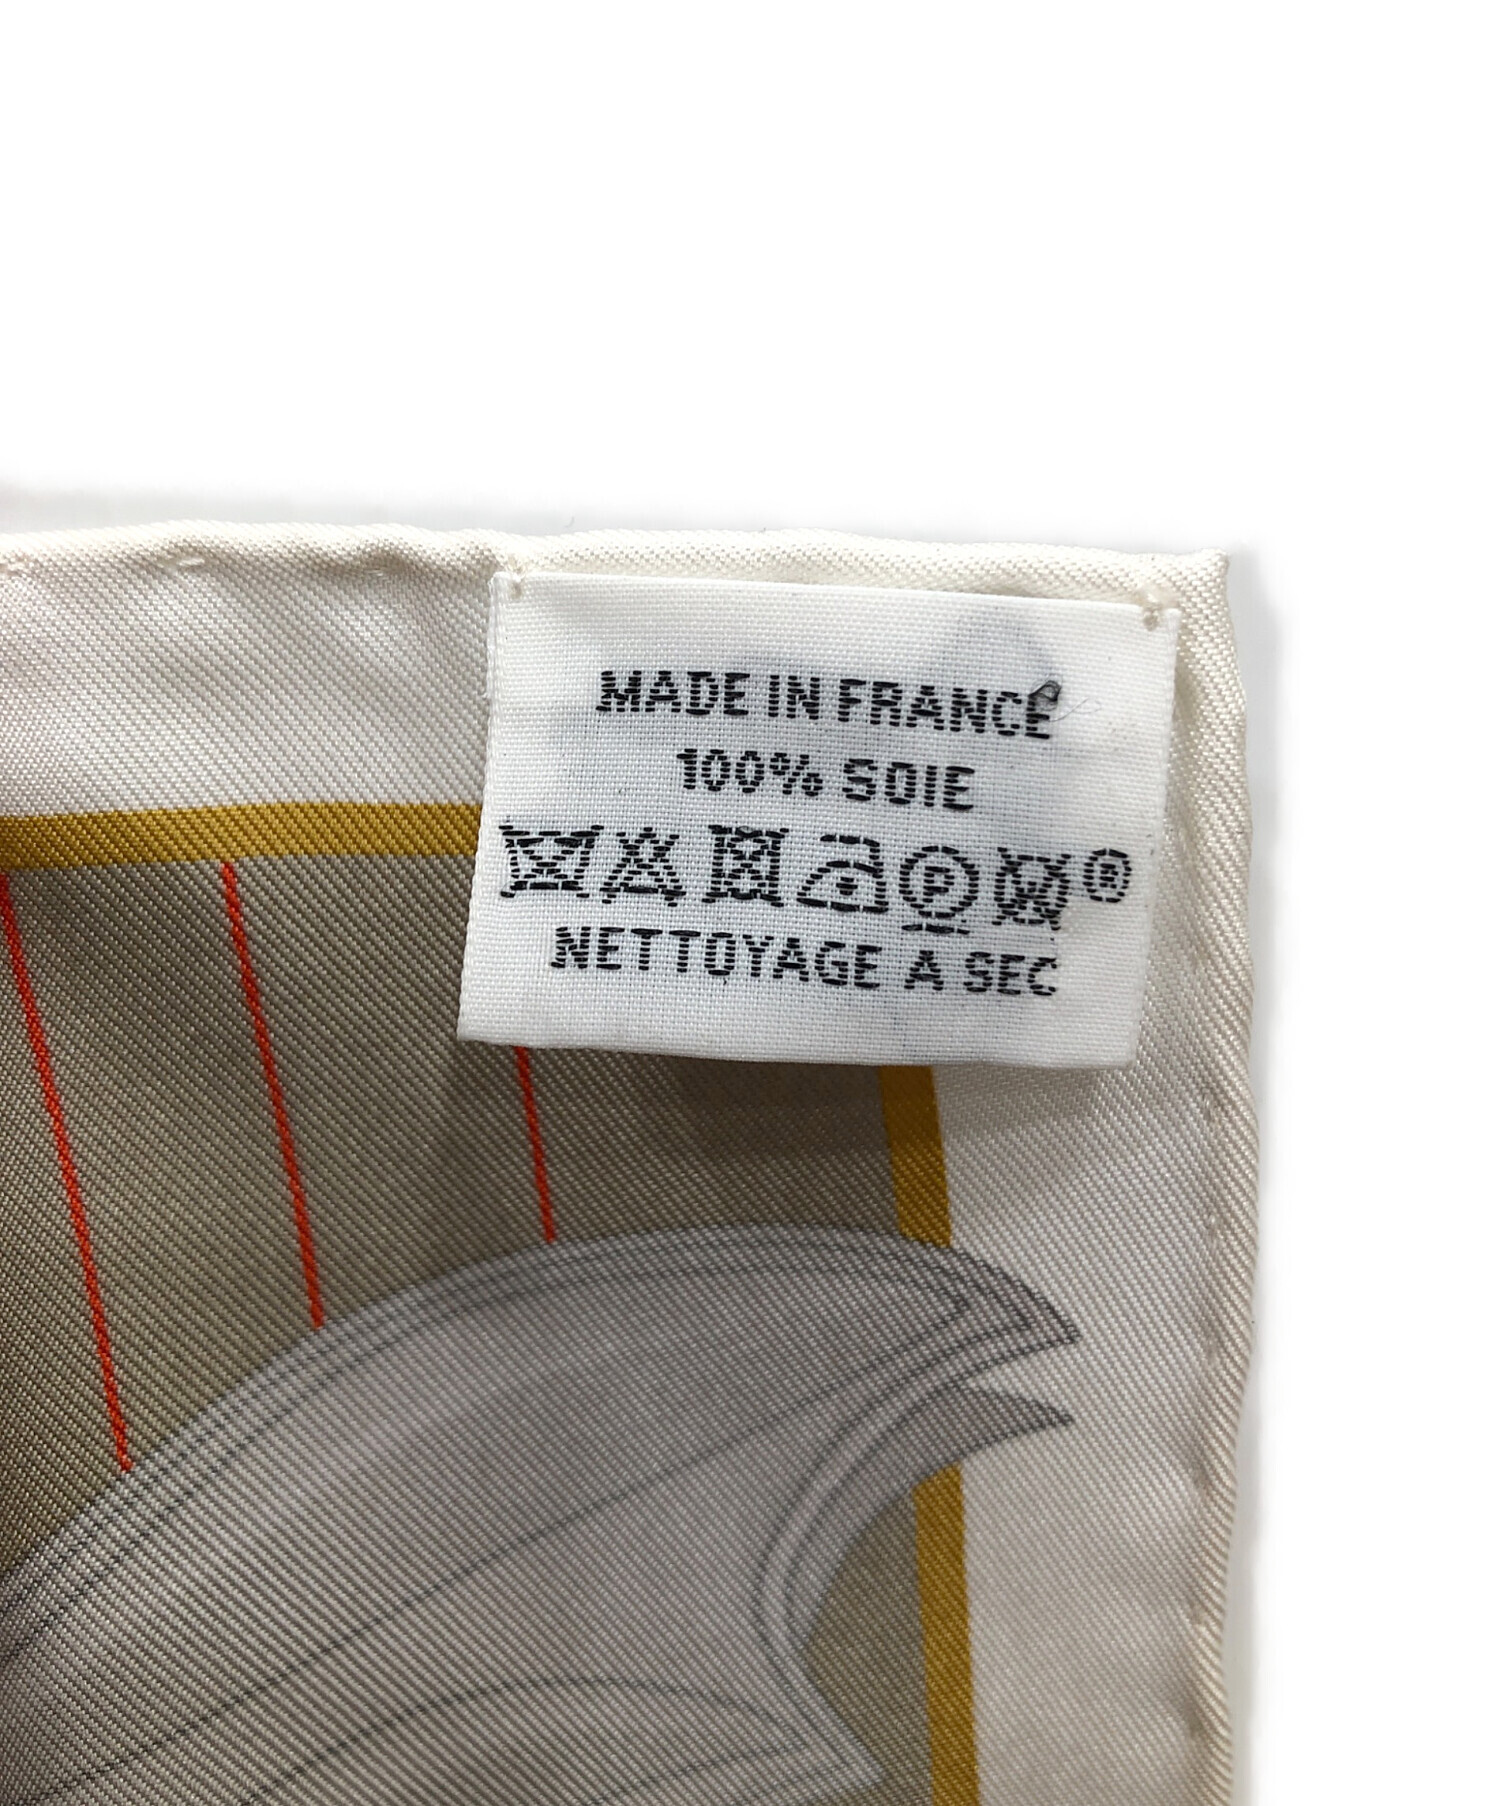 MADE IN FRANCE
100% SOIE
P W ®
NETTOYAGE A SEC